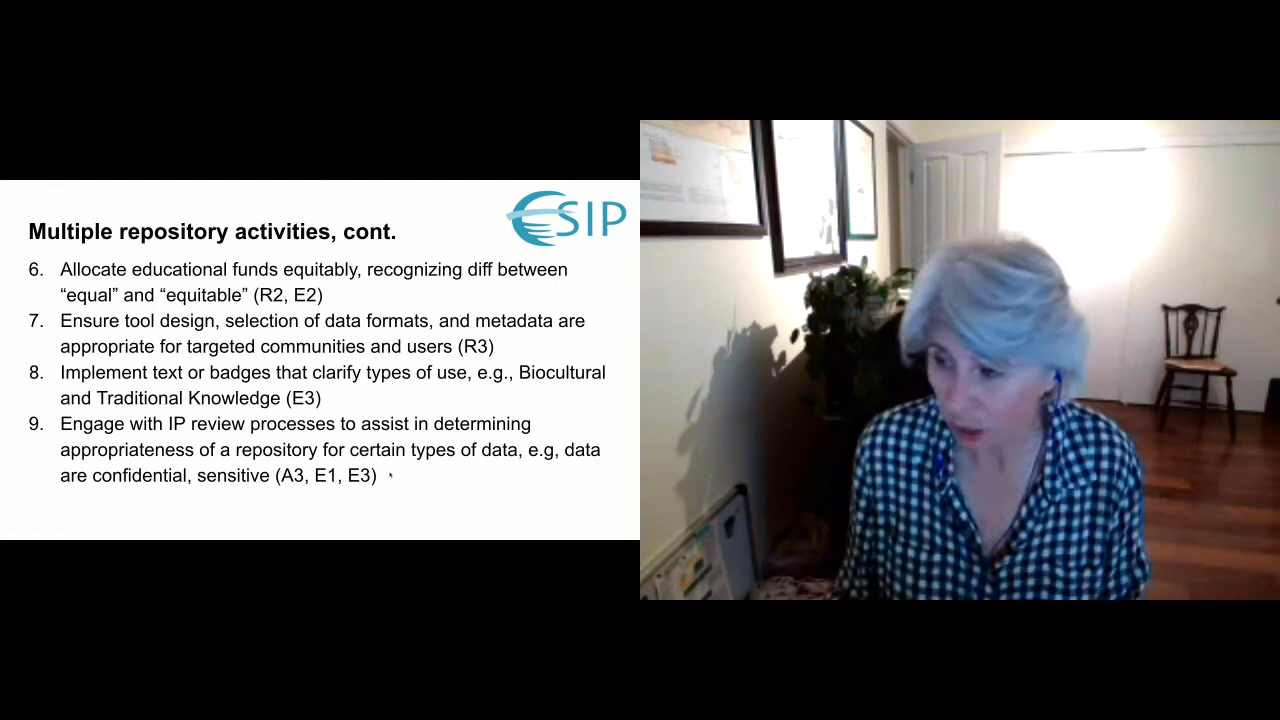 ESIP
Multiple repository activities, cont.
6. Allocate educational funds equitably, recognizing diff between
“equal” and “equitable” (R2, E2)
7. Ensure tool design, selection of data formats, and metadata are
appropriate for targeted communities and users (R3)
8. Implement text or badges that clarify types of use, e.g., Biocultural
and Traditional Knowledge (E3)
9. Engage with IP review processes to assist in determining
appropriateness of a repository for certain types of data, e.g, data
are confidential, sensitive (A3, E1, E3)